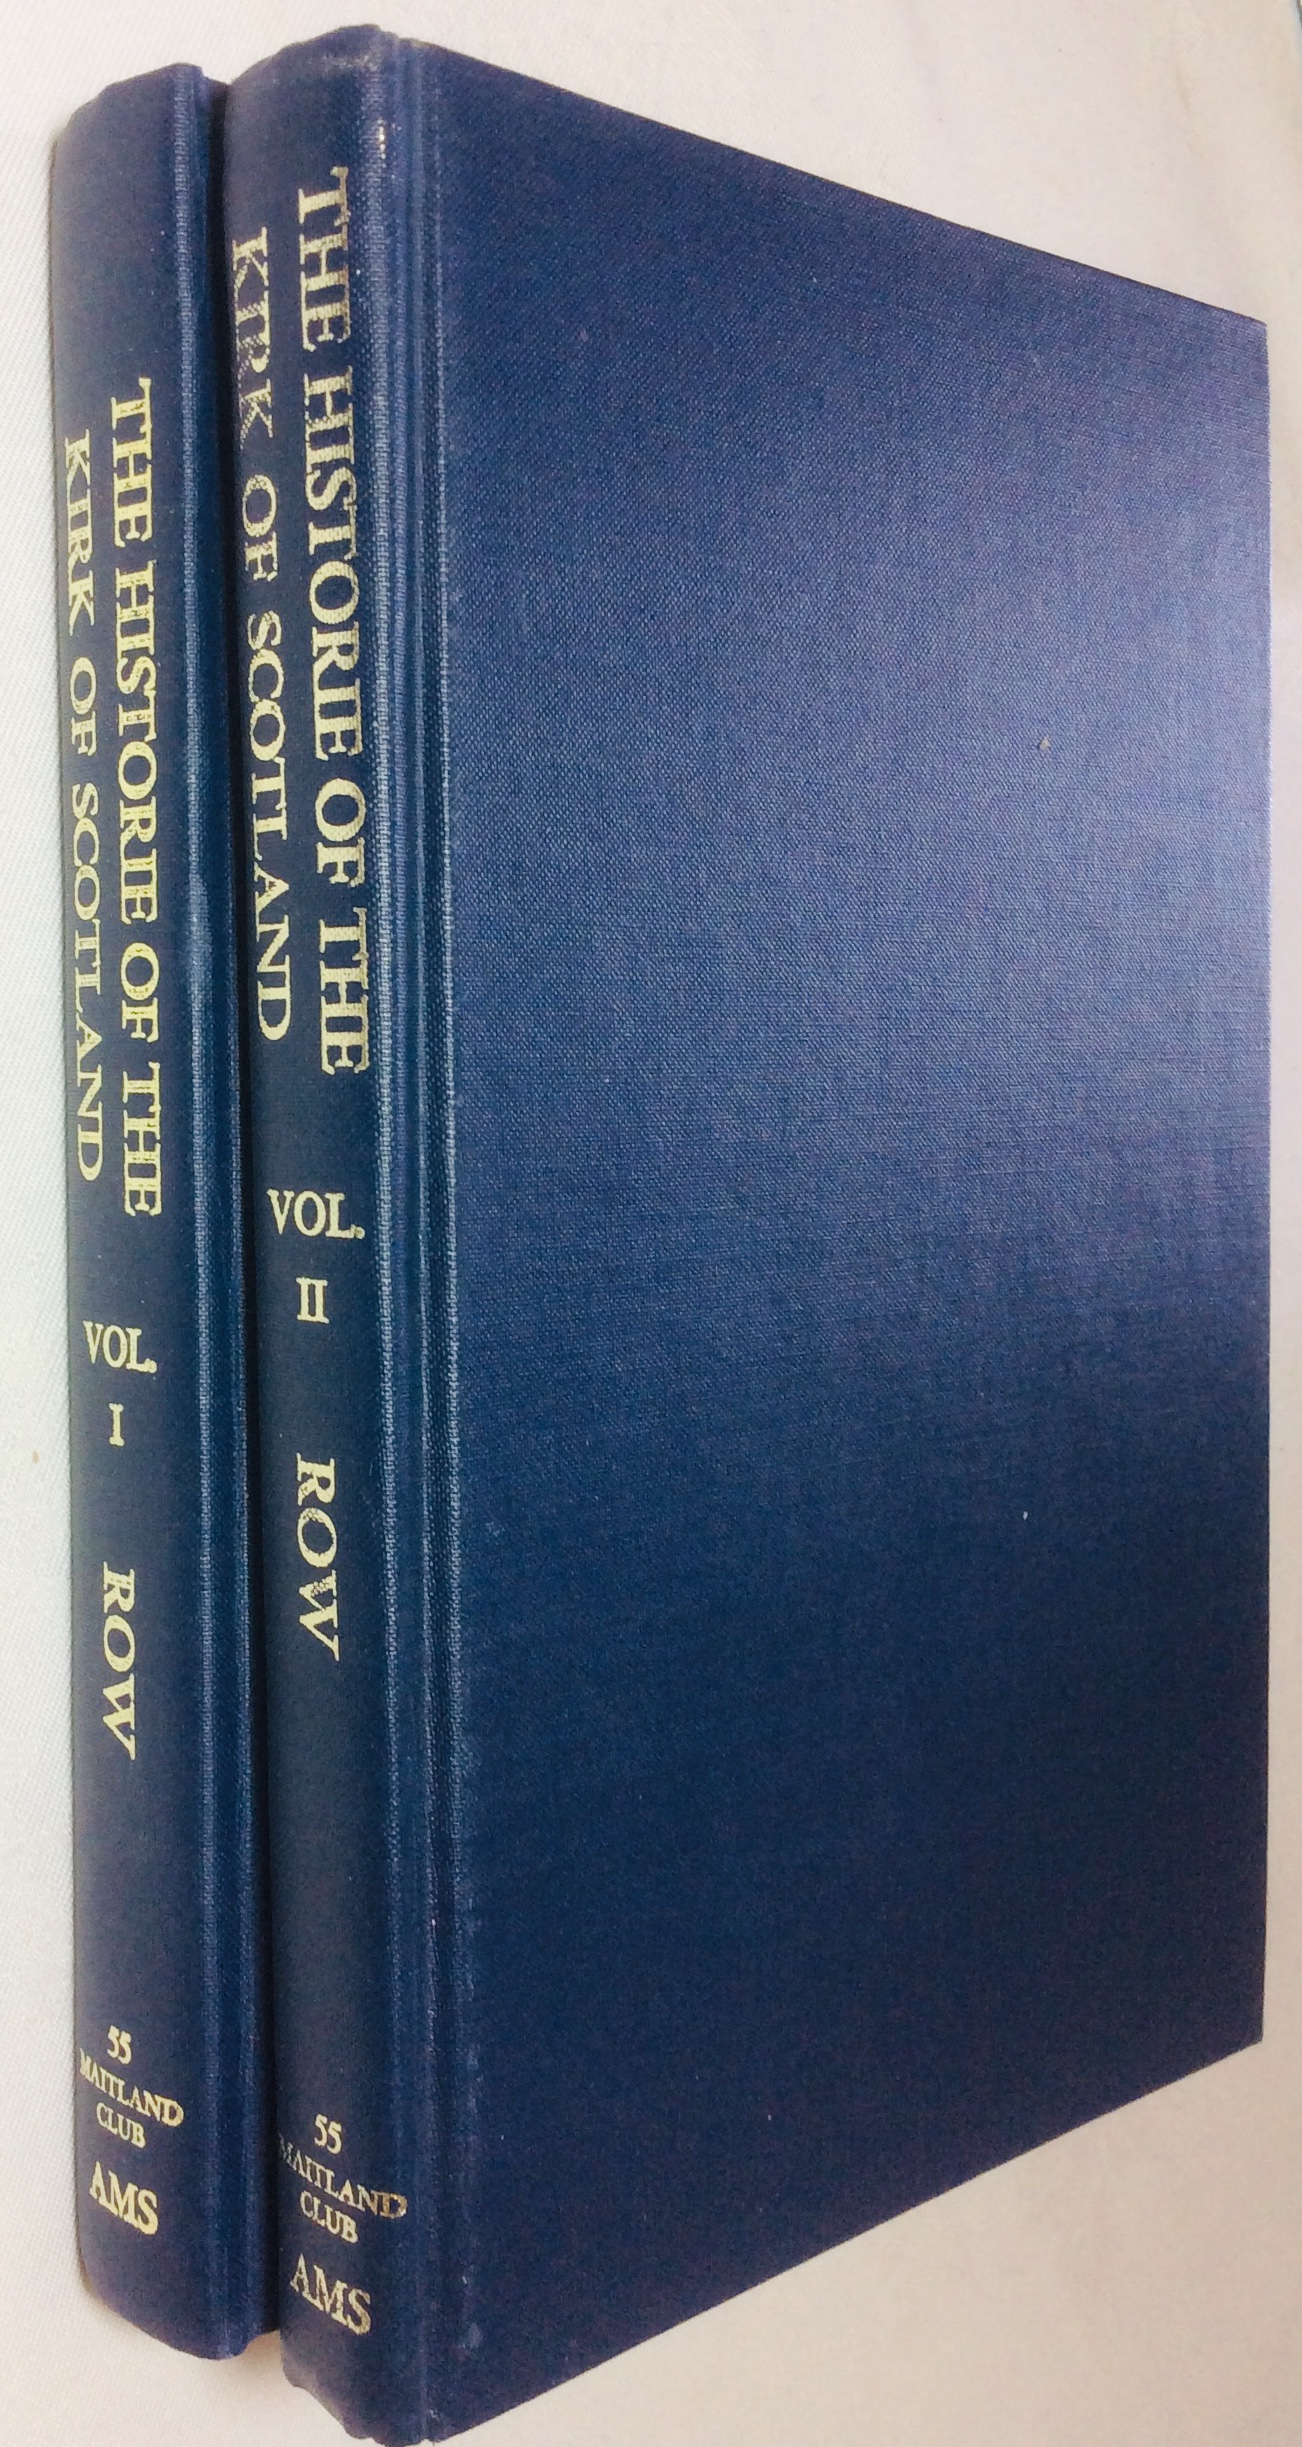 THE HISTORIE OF THE
KIRK OF SCOTLAND
VOL.
I
ROW
55
MAITLAND
CLUB
AMS
THE HISTORIE OF THE
KIRK OF SCOTLAND
VOL.
II
ROW
55
MAITLAND
CLUB
AMS